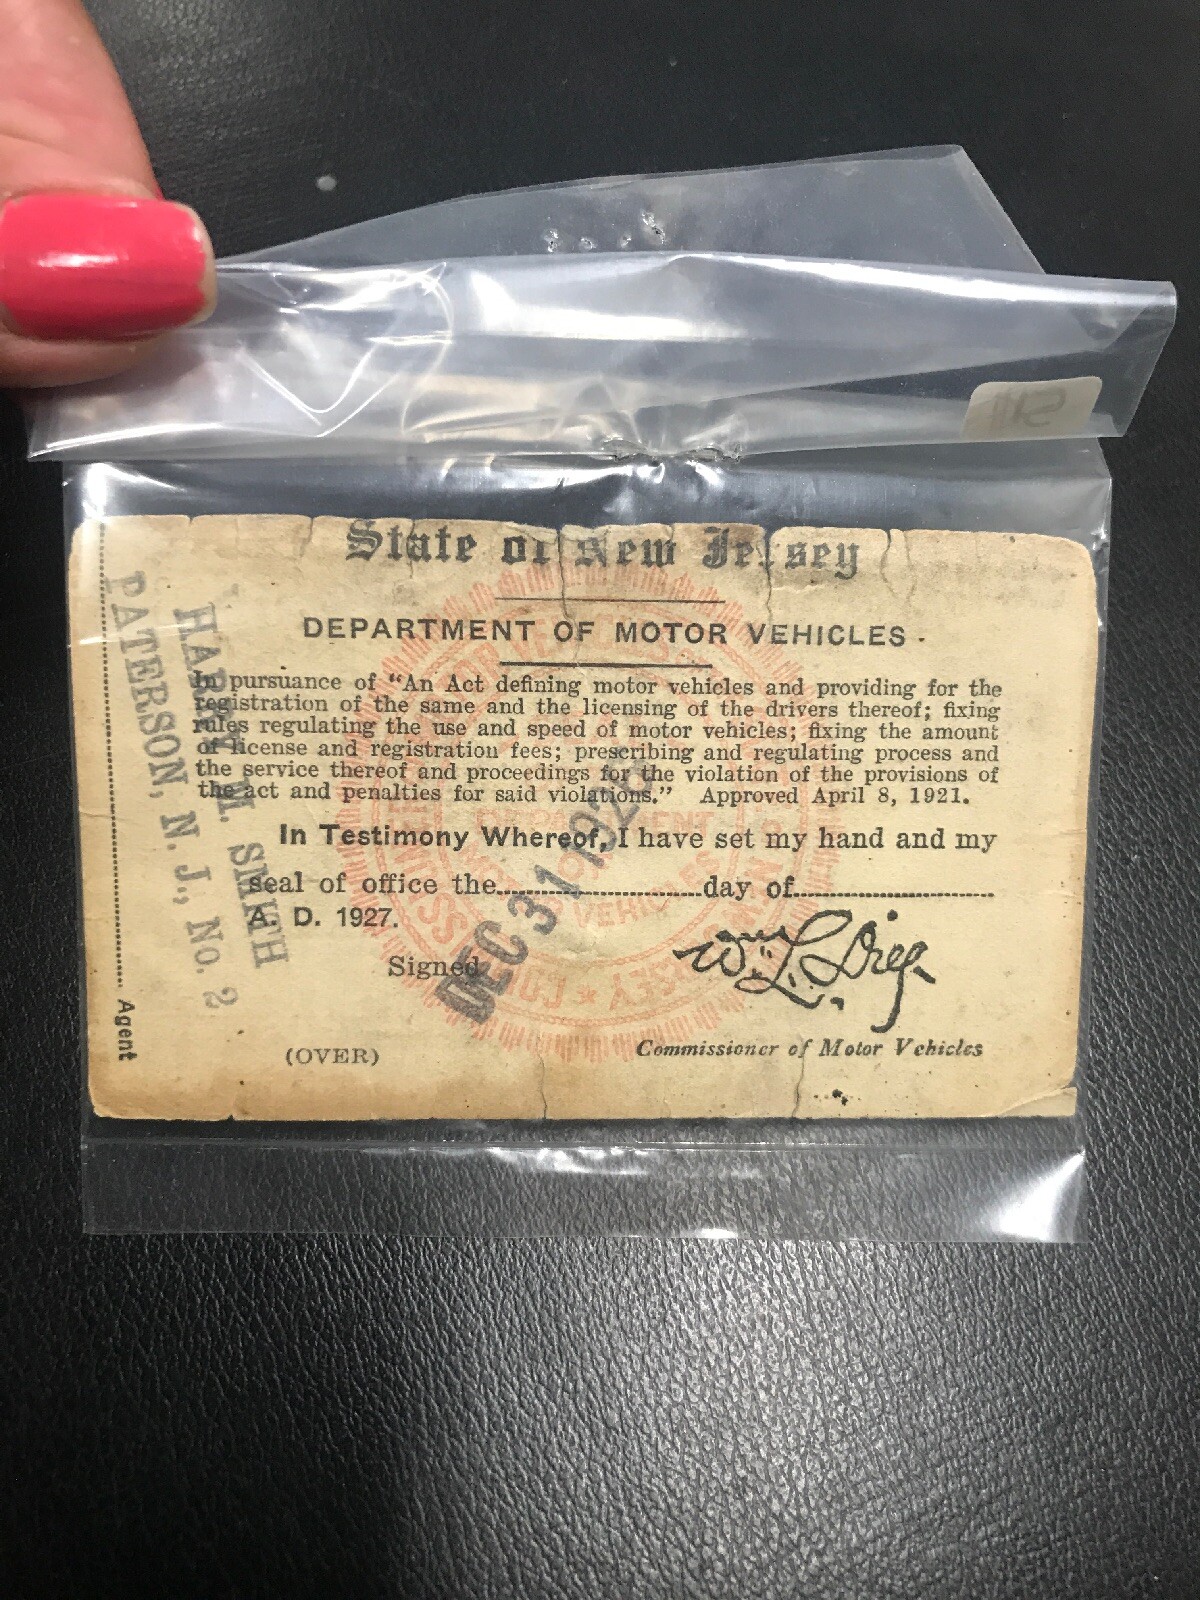 State of New Jersey
DEPARTMENT OF MOTOR VEHICLES
In pursuance of "An Act defining motor vehicles and providing for the
registration of the same and the licensing of the drivers thereof; fixing
rules regulating the use and speed of motor vehicles; fixing the amount
of license and registration fees; prescribing and regulating process and
the service thereof and proceedings for the violation of the provisions of
the act and penalties for said violations." Approved April 8, 1921.
In Testimony Whereof, I have set my hand and my
seal of office the day of
A. D. 1927.
Signed
Wm L. Dill
Commissioner of Motor Vehicles
(OVER)
DEC 31 1926
HARRY M. SMITH
PATERSON, N. J., No. 2
Agent